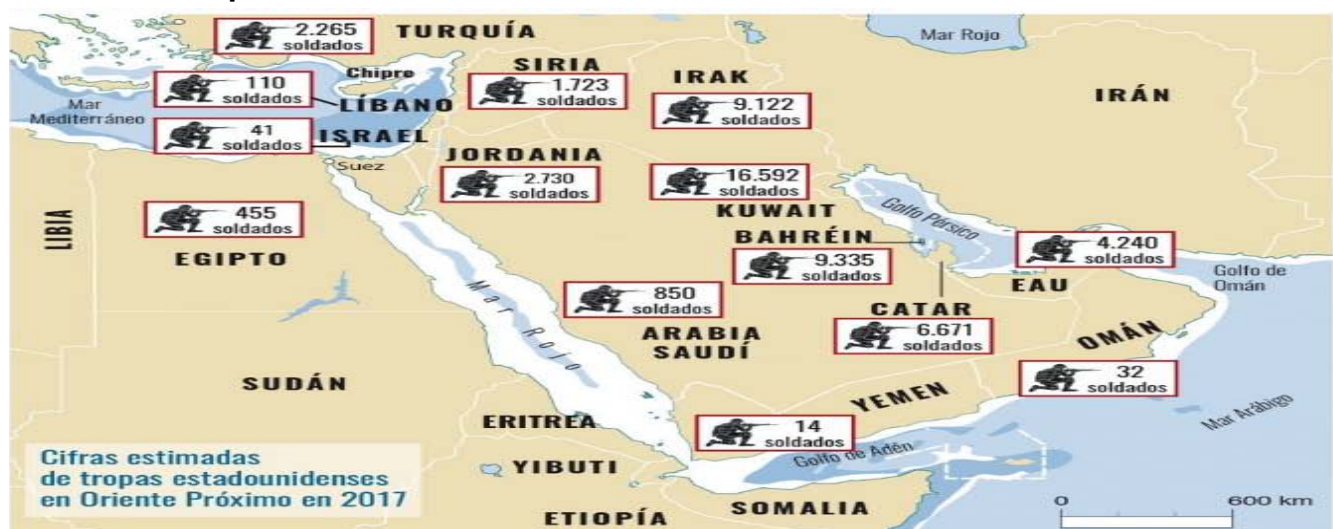 2.265
soldados
TURQUÍA
Mar Rojo
Chipre
SIRIA
1.723
soldados
IRAK
9.122
soldados
IRÁN
110
soldados
LÍBANO
Mar
Mediterráneo
41
soldados
ISRAEL
Suez
JORDANIA
2.730
soldados
16.592
soldados
KUWAIT
Golfo Pérsico
BAHRÉIN
9.335
soldados
4.240
soldados
EAU
Golfo de
Omán
LIBIA
455
soldados
EGIPTO
Mar Rojo
850
soldados
ARABIA
SAUDÍ
CATAR
6.671
soldados
OMÁN
32
soldados
SUDÁN
YEMEN
Mar Arábigo
ERITREA
14
soldados
Golfo de Adén
YIBUTI
SOMALIA
ETIOPÍA
Cifras estimadas
de tropas estadounidenses
en Oriente Próximo en 2017
0 600 km